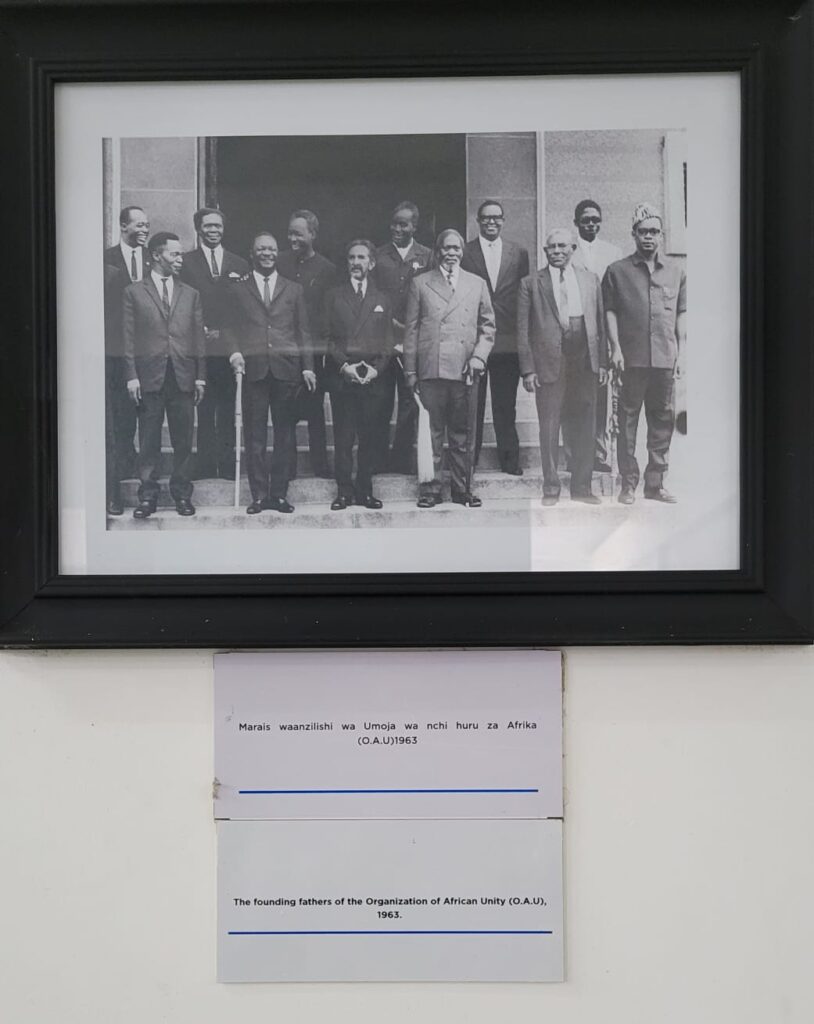 Marais waanzilishi wa Umoja wa nchi huru za Afrika
(O.A.U)1963
The founding fathers of the Organization of African Unity (O.A.U),
1963.